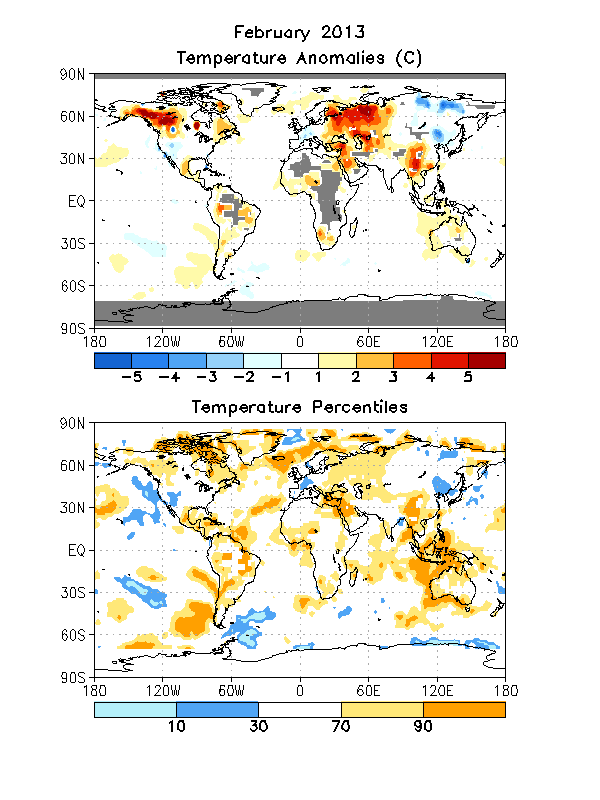 February 2013
Temperature Anomalies (C)
90N
60N
30N
EQ
30S
60S
90S
180 120W 60W 0 60E 120E 180
-5 -4 -3 -2 -1 1 2 3 4 5
Temperature Percentiles
90N
60N
30N
EQ
30S
60S
90S
180 120W 60W 0 60E 120E 180
10 30 70 90